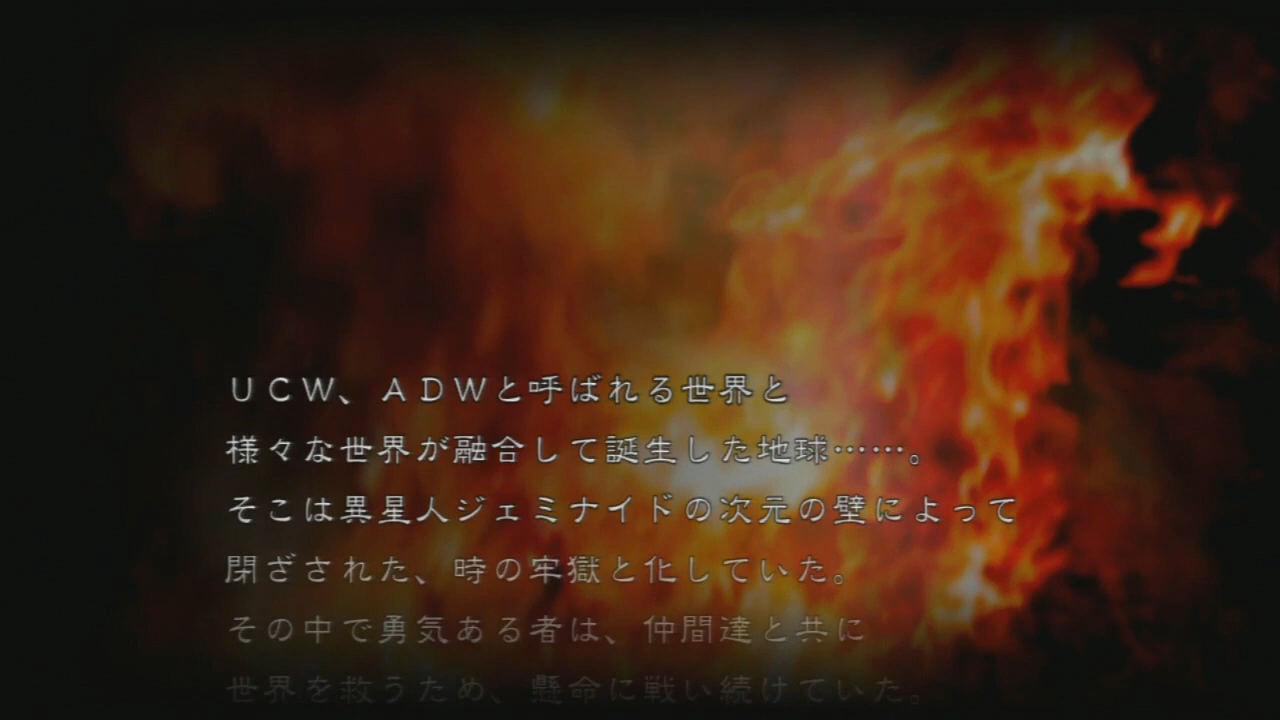 ＵＣＷ、ＡＤＷと呼ばれる世界と
様々な世界が融合して誕生した地球……。
そこは異星人ジェミナイドの次元の壁によって
閉ざされた、時の牢獄と化していた。
その中で勇気ある者は、仲間達と共に
世界を救うため、懸命に戦い続けていた。